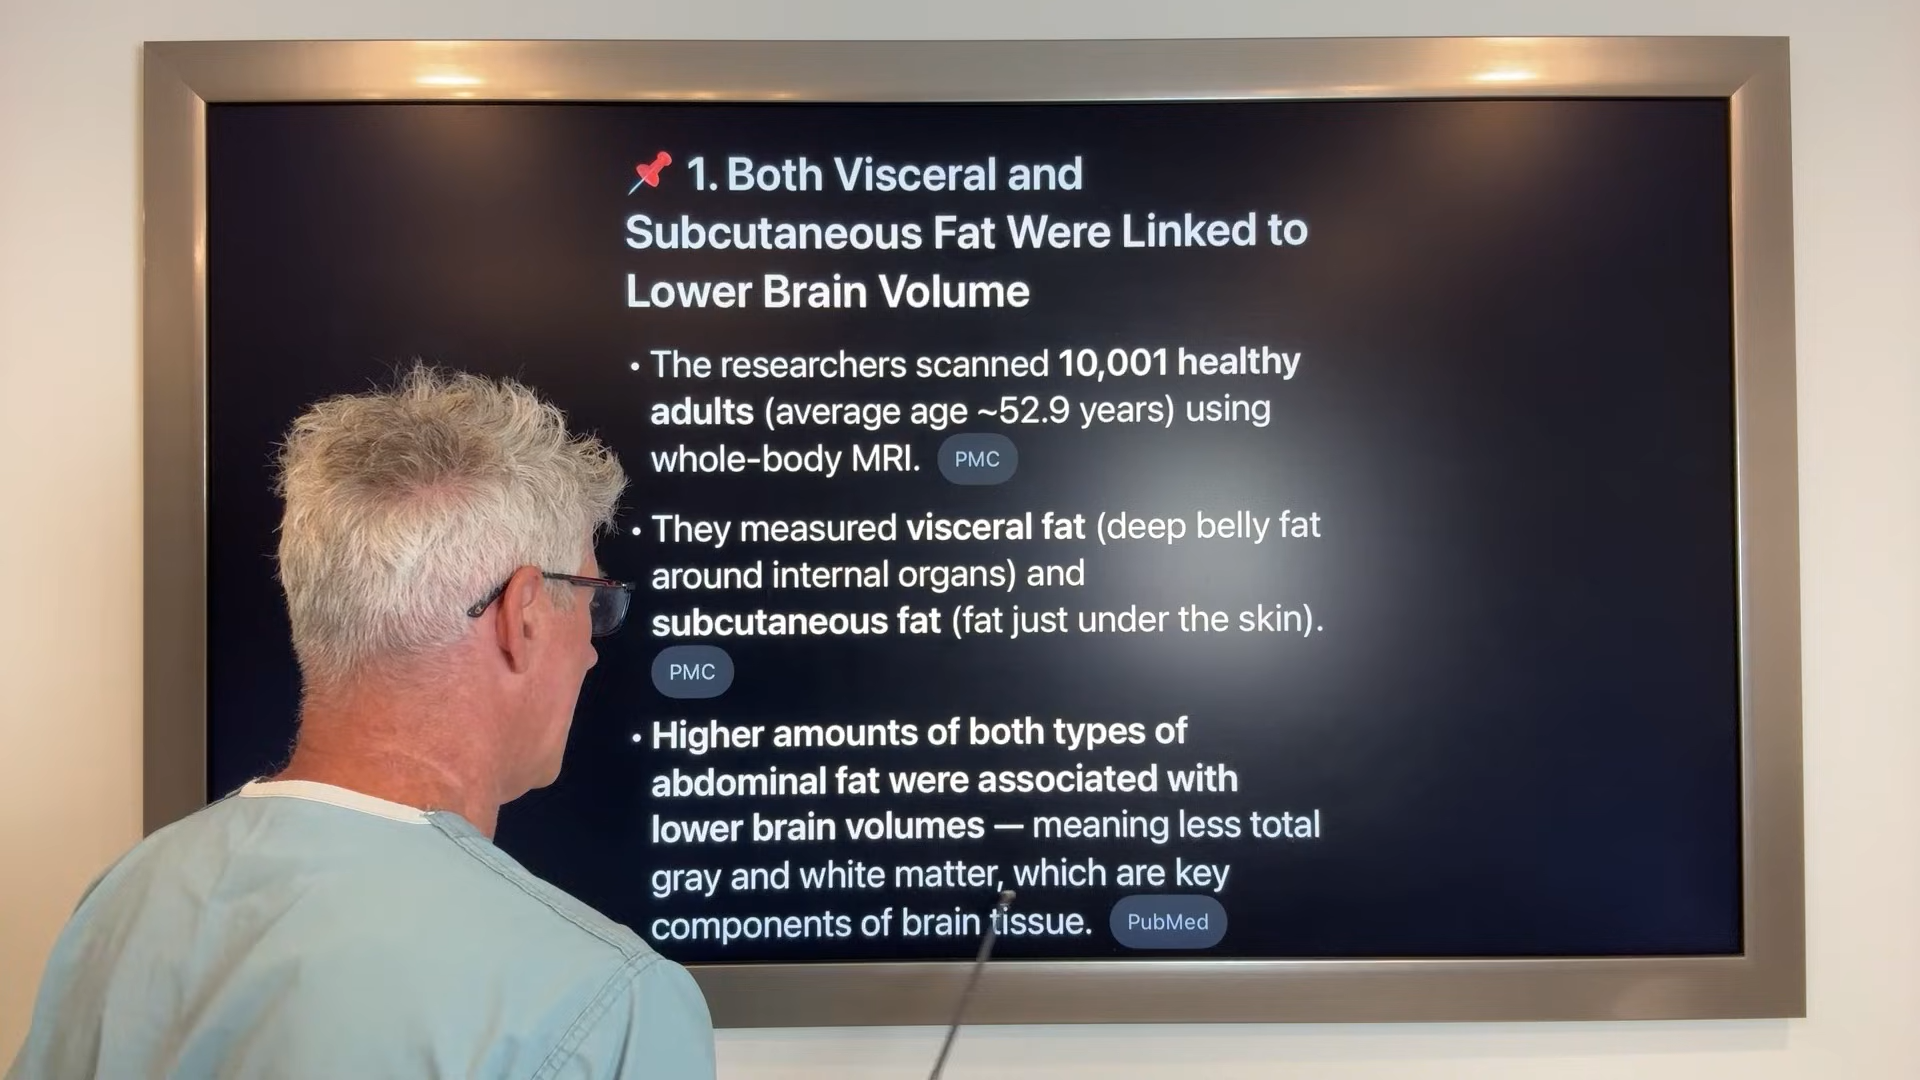 📌 1. Both Visceral and
Subcutaneous Fat Were Linked to
Lower Brain Volume
• The researchers scanned 10,001 healthy
adults (average age ~52.9 years) using
whole-body MRI. PMC
• They measured visceral fat (deep belly fat
around internal organs) and
subcutaneous fat (fat just under the skin).
PMC
• Higher amounts of both types of
abdominal fat were associated with
lower brain volumes — meaning less total
gray and white matter, which are key
components of brain tissue. PubMed